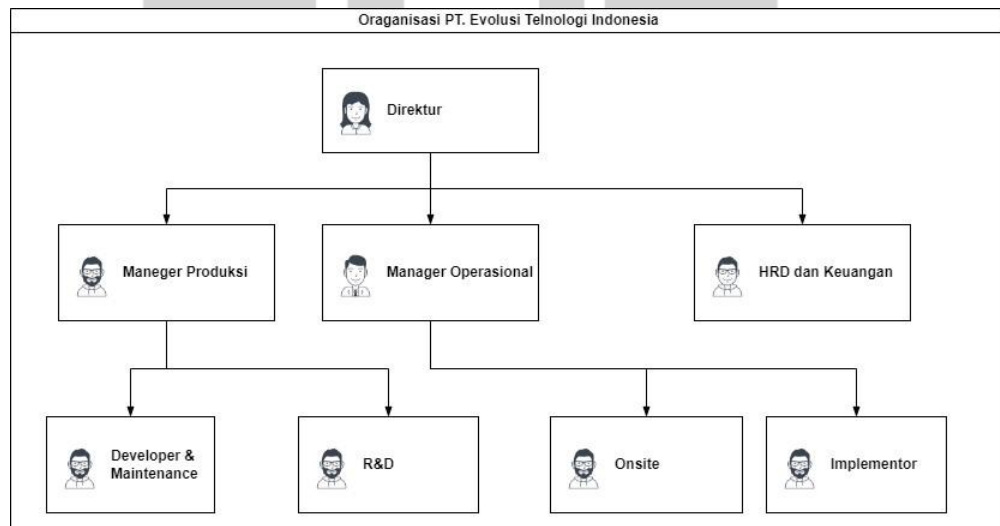 Oraganisasi PT. Evolusi Telnologi Indonesia
Direktur
Maneger Produksi
Manager Operasional
HRD dan Keuangan
Developer &
Maintenance
R&D
Onsite
Implementor